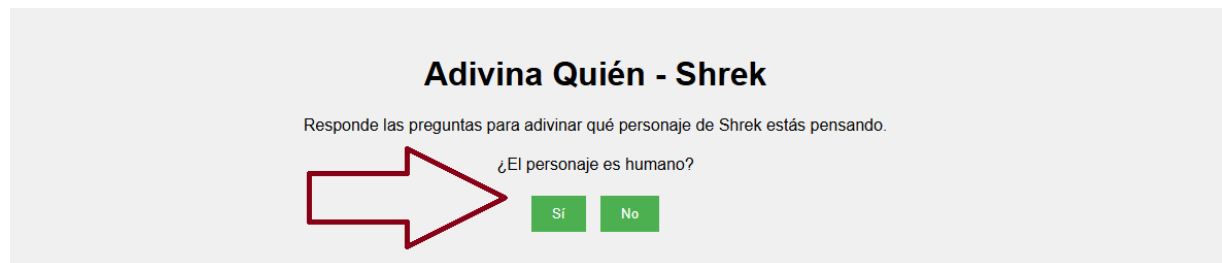 Adivina Quién - Shrek
Responde las preguntas para adivinar qué personaje de Shrek estás pensando.
¿El personaje es humano?
Sí No